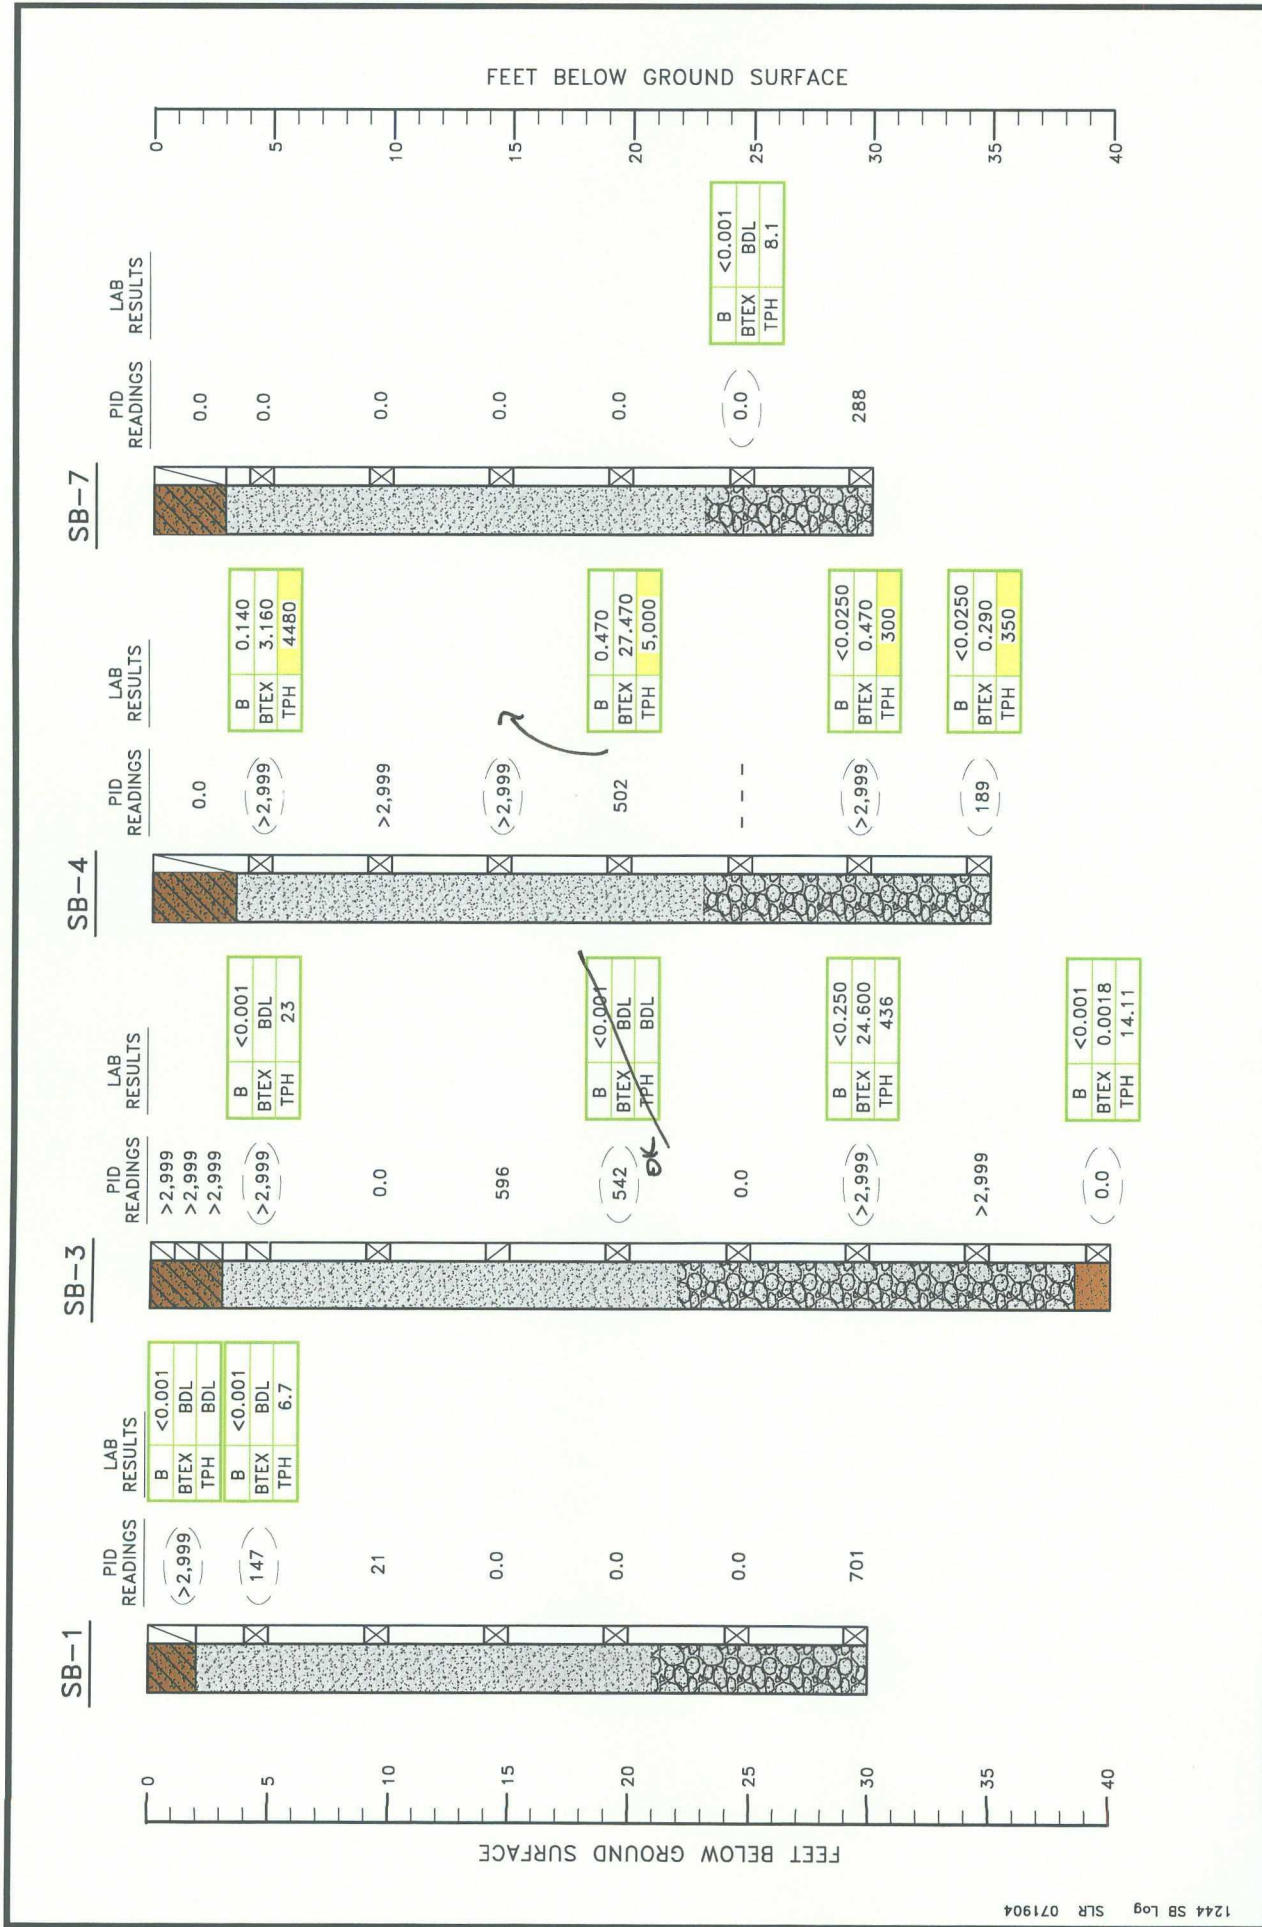 SB-1
PID
READINGS
LAB
RESULTS
SB-3
PID
READINGS
LAB
RESULTS
SB-4
PID
READINGS
LAB
RESULTS
SB-7
PID
READINGS
LAB
RESULTS
FEET BELOW GROUND SURFACE
0
5
10
15
20
25
30
35
40
(>2,999)
B <0.001
BTEX BDL
TPH BDL
(147)
B <0.001
BTEX BDL
TPH 6.7
21
0.0
0.0
0.0
701
>2,999
>2,999
>2,999
(>2,999)
B <0.001
BTEX BDL
TPH 23
0.0
596
(542)
OK
B <0.001
BTEX BDL
TPH BDL
0.0
(>2,999)
B <0.250
BTEX 24.600
TPH 436
>2,999
(0.0)
B <0.001
BTEX 0.0018
TPH 14.11
0.0
(>2,999)
B 0.140
BTEX 3.160
TPH 4480
>2,999
(>2,999)
502
B 0.470
BTEX 27.470
TPH 5,000
---
(>2,999)
B <0.0250
BTEX 0.470
TPH 300
(189)
B <0.0250
BTEX 0.290
TPH 350
0.0
0.0
0.0
0.0
0.0
(0.0)
B <0.001
BTEX BDL
TPH 8.1
288
0
5
10
15
20
25
30
35
40
FEET BELOW GROUND SURFACE
1244 SB Log SLR 071904